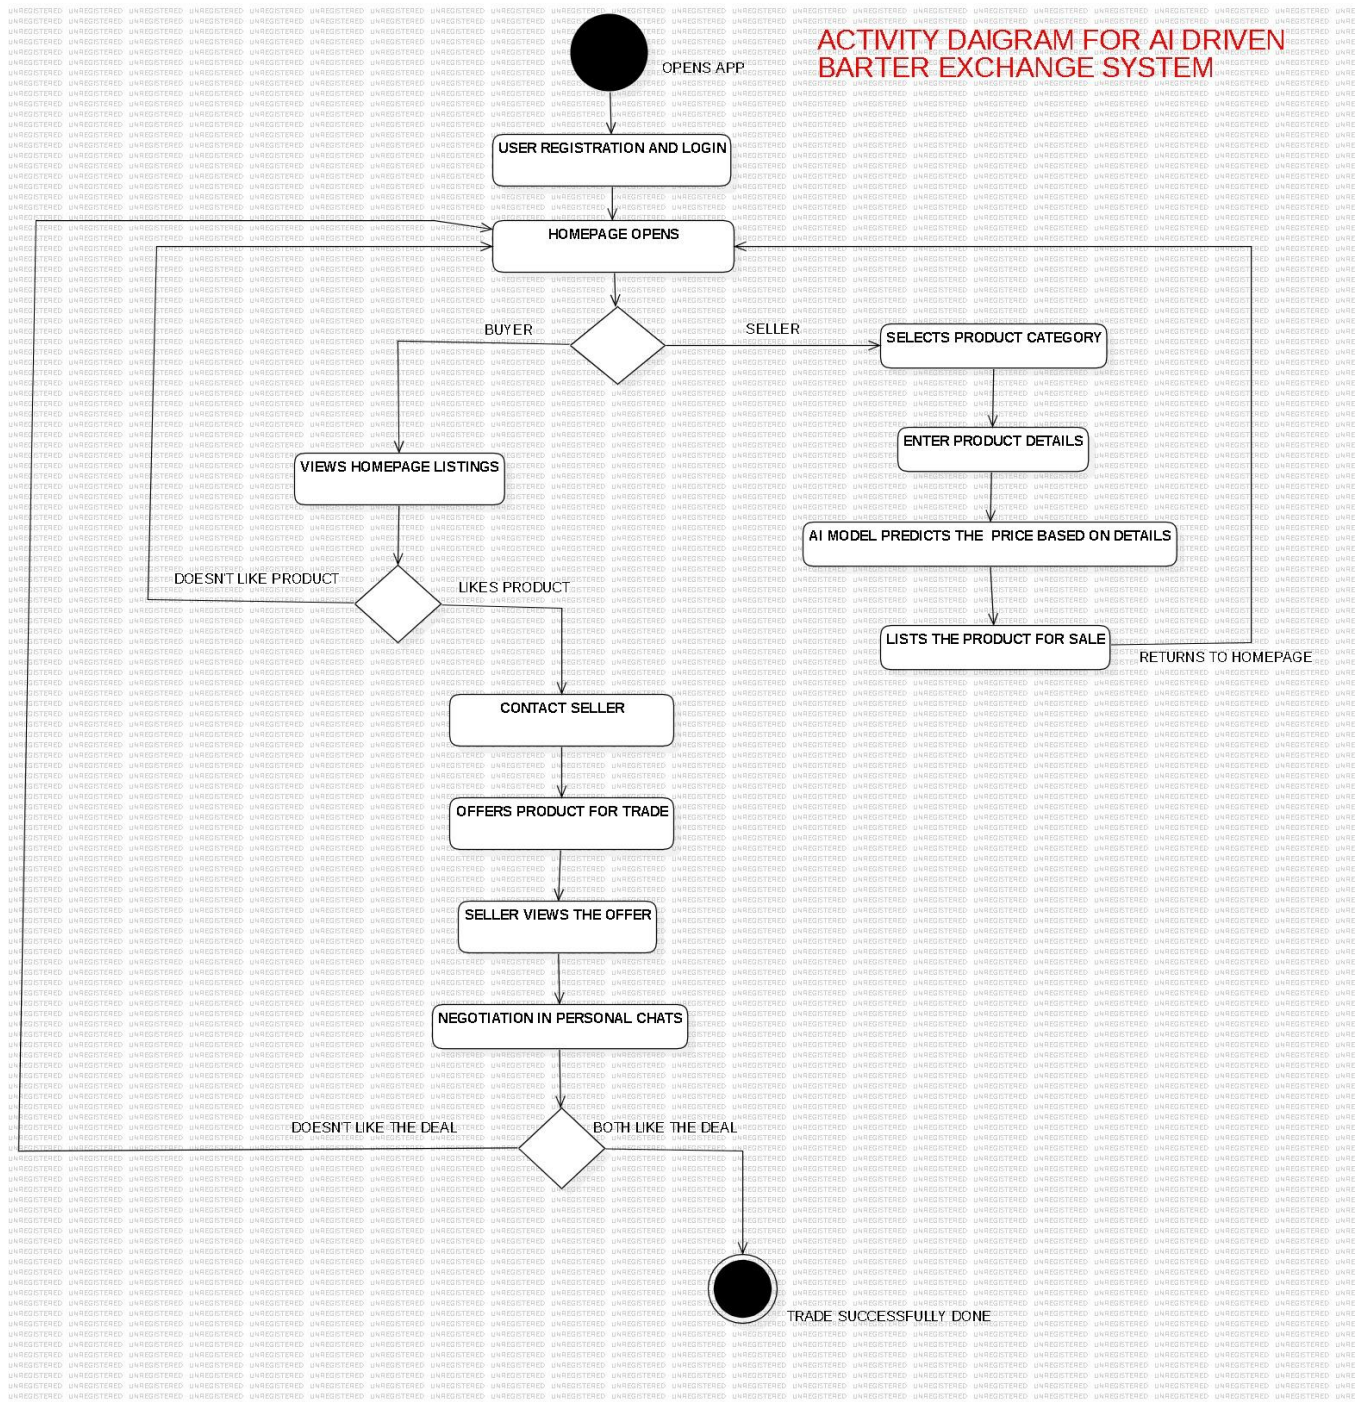 OPENS APP
ACTIVITY DAIGRAM FOR AI DRIVEN
BARTER EXCHANGE SYSTEM
USER REGISTRATION AND LOGIN
HOMEPAGE OPENS
BUYER
SELLER
SELECTS PRODUCT CATEGORY
ENTER PRODUCT DETAILS
VIEWS HOMEPAGE LISTINGS
AI MODEL PREDICTS THE PRICE BASED ON DETAILS
DOESN'T LIKE PRODUCT
LIKES PRODUCT
LISTS THE PRODUCT FOR SALE
RETURNS TO HOMEPAGE
CONTACT SELLER
OFFERS PRODUCT FOR TRADE
SELLER VIEWS THE OFFER
NEGOTIATION IN PERSONAL CHATS
DOESN'T LIKE THE DEAL
BOTH LIKE THE DEAL
TRADE SUCCESSFULLY DONE
UNREGISTERED